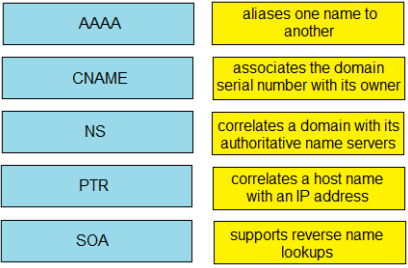 AAAA
aliases one name to
another
CNAME
associates the domain
serial number with its owner
NS
correlates a domain with its
authoritative name servers
PTR
correlates a host name
with an IP address
SOA
supports reverse name
lookups